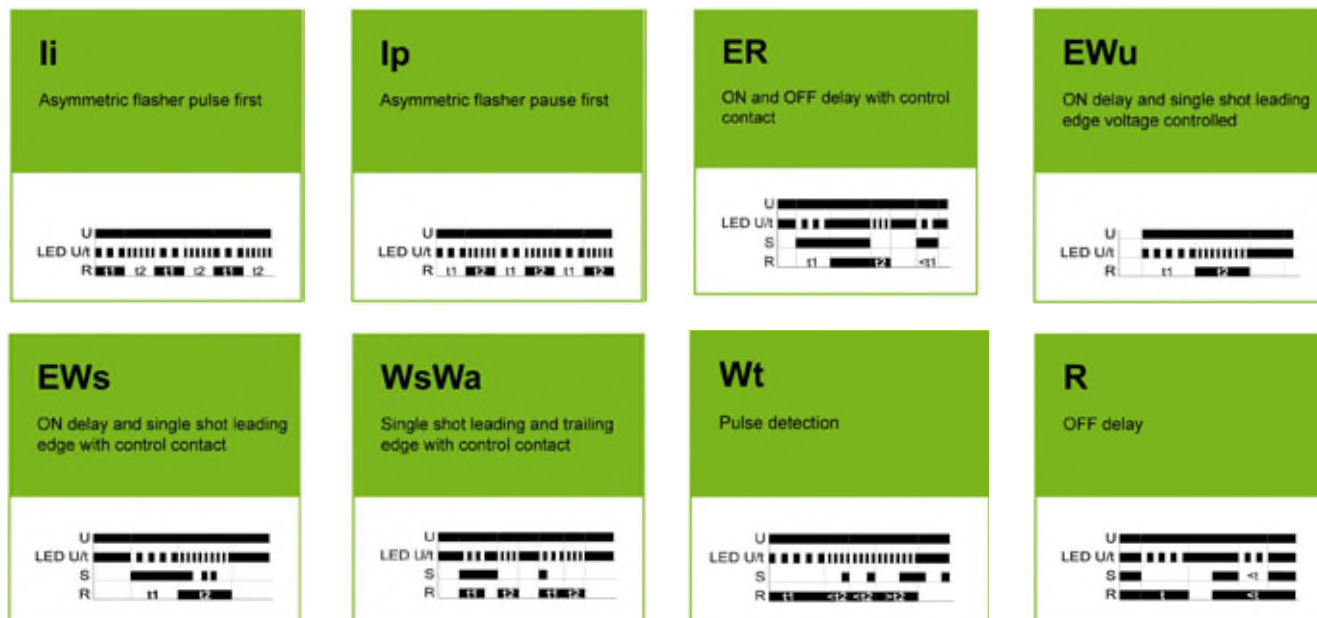 Ii
Asymmetric flasher pulse first
U
LED U/t
R t1 t2 t1 t2 t1 t2
Ip
Asymmetric flasher pause first
U
LED U/t
R t1 t2 t1 t2 t1 t2
ER
ON and OFF delay with control
contact
U
LED U/t
S
R t1 t2 <t1
EWu
ON delay and single shot leading
edge voltage controlled
U
LED U/t
R t1 t2
EWs
ON delay and single shot leading
edge with control contact
U
LED U/t
S
R t1 t2
WsWa
Single shot leading and trailing
edge with control contact
U
LED U/t
S
R t1 t2 t1 t2
Wt
Pulse detection
U
LED U/t
S
R t1 <t2 <t2 >t2
R
OFF delay
U
LED U/t
S <t
R t <t